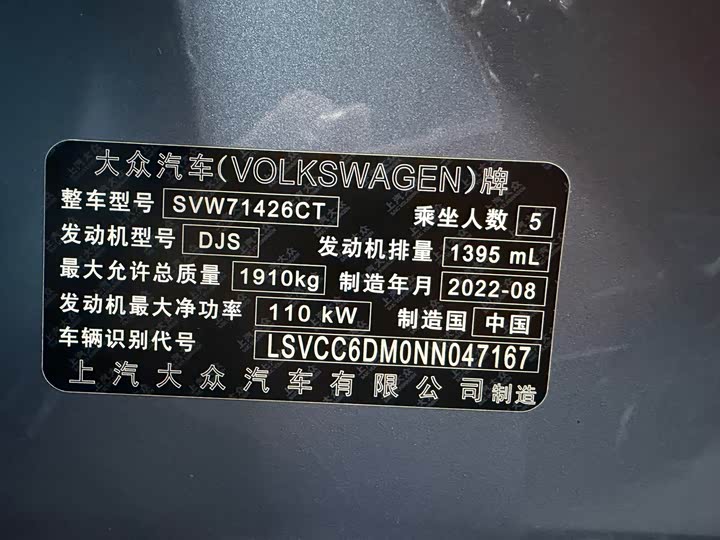 大众汽车(VOLKSWAGEN)牌
整车型号 SVW71426CT 乘坐人数 5
发动机型号 DJS 发动机排量 1395 mL
最大允许总质量 1910kg 制造年月 2022-08
发动机最大净功率 110 kW 制造国 中国
车辆识别代号 LSVCC6DM0NN047167
上汽大众汽车有限公司制造